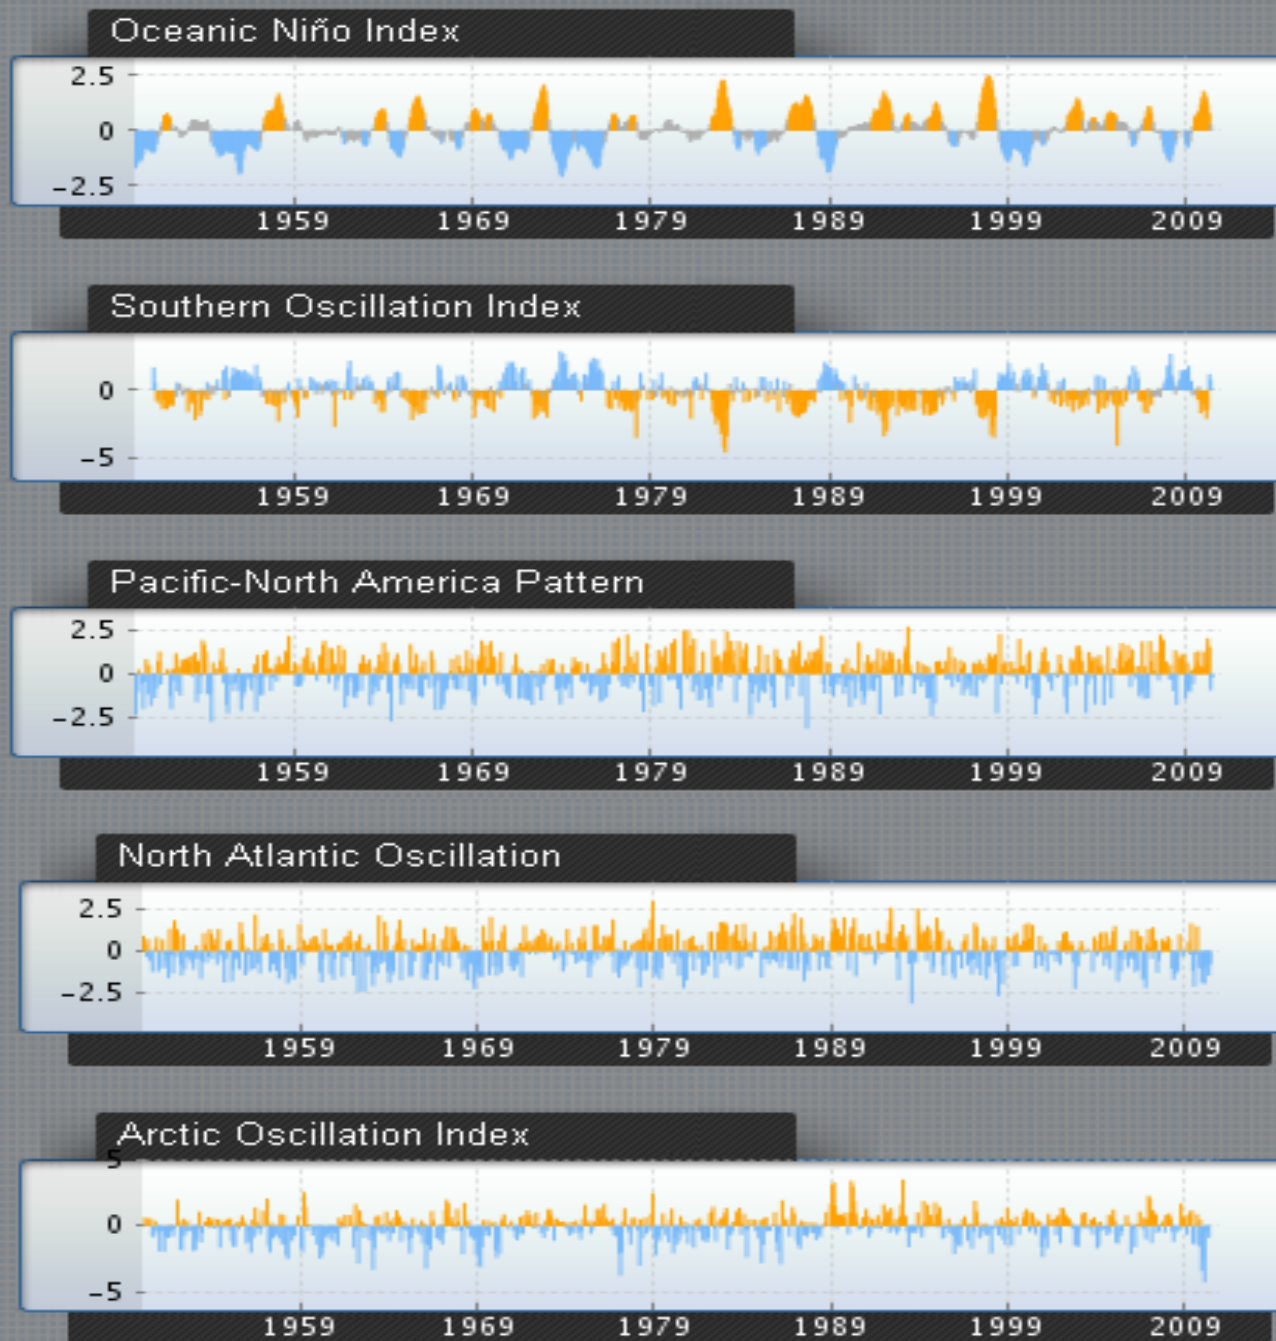 Oceanic Niño Index
2.5
0
−2.5
1959 1969 1979 1989 1999 2009
Southern Oscillation Index
0
−5
1959 1969 1979 1989 1999 2009
Pacific-North America Pattern
2.5
0
−2.5
1959 1969 1979 1989 1999 2009
North Atlantic Oscillation
2.5
0
−2.5
1959 1969 1979 1989 1999 2009
Arctic Oscillation Index
5
0
−5
1959 1969 1979 1989 1999 2009